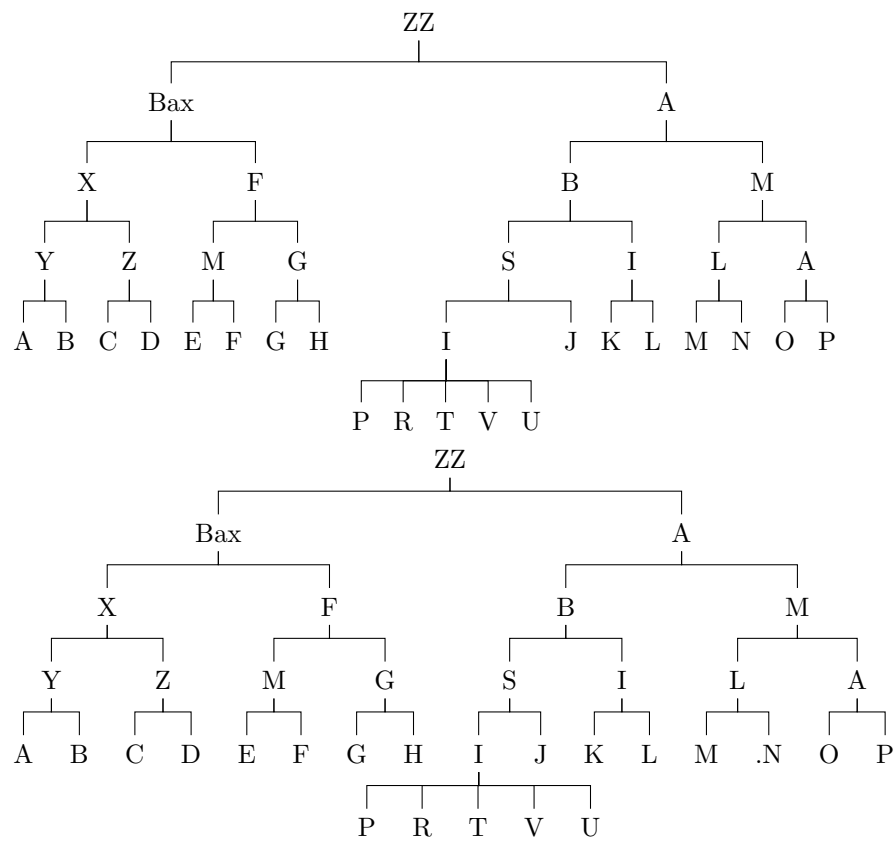 ZZ
Bax A
X F B M
Y Z M G S I L A
A B C D E F G H I J K L M N O P
P R T V U
ZZ
Bax A
X F B M
Y Z M G S I L A
A B C D E F G H I J K L M .N O P
P R T V U